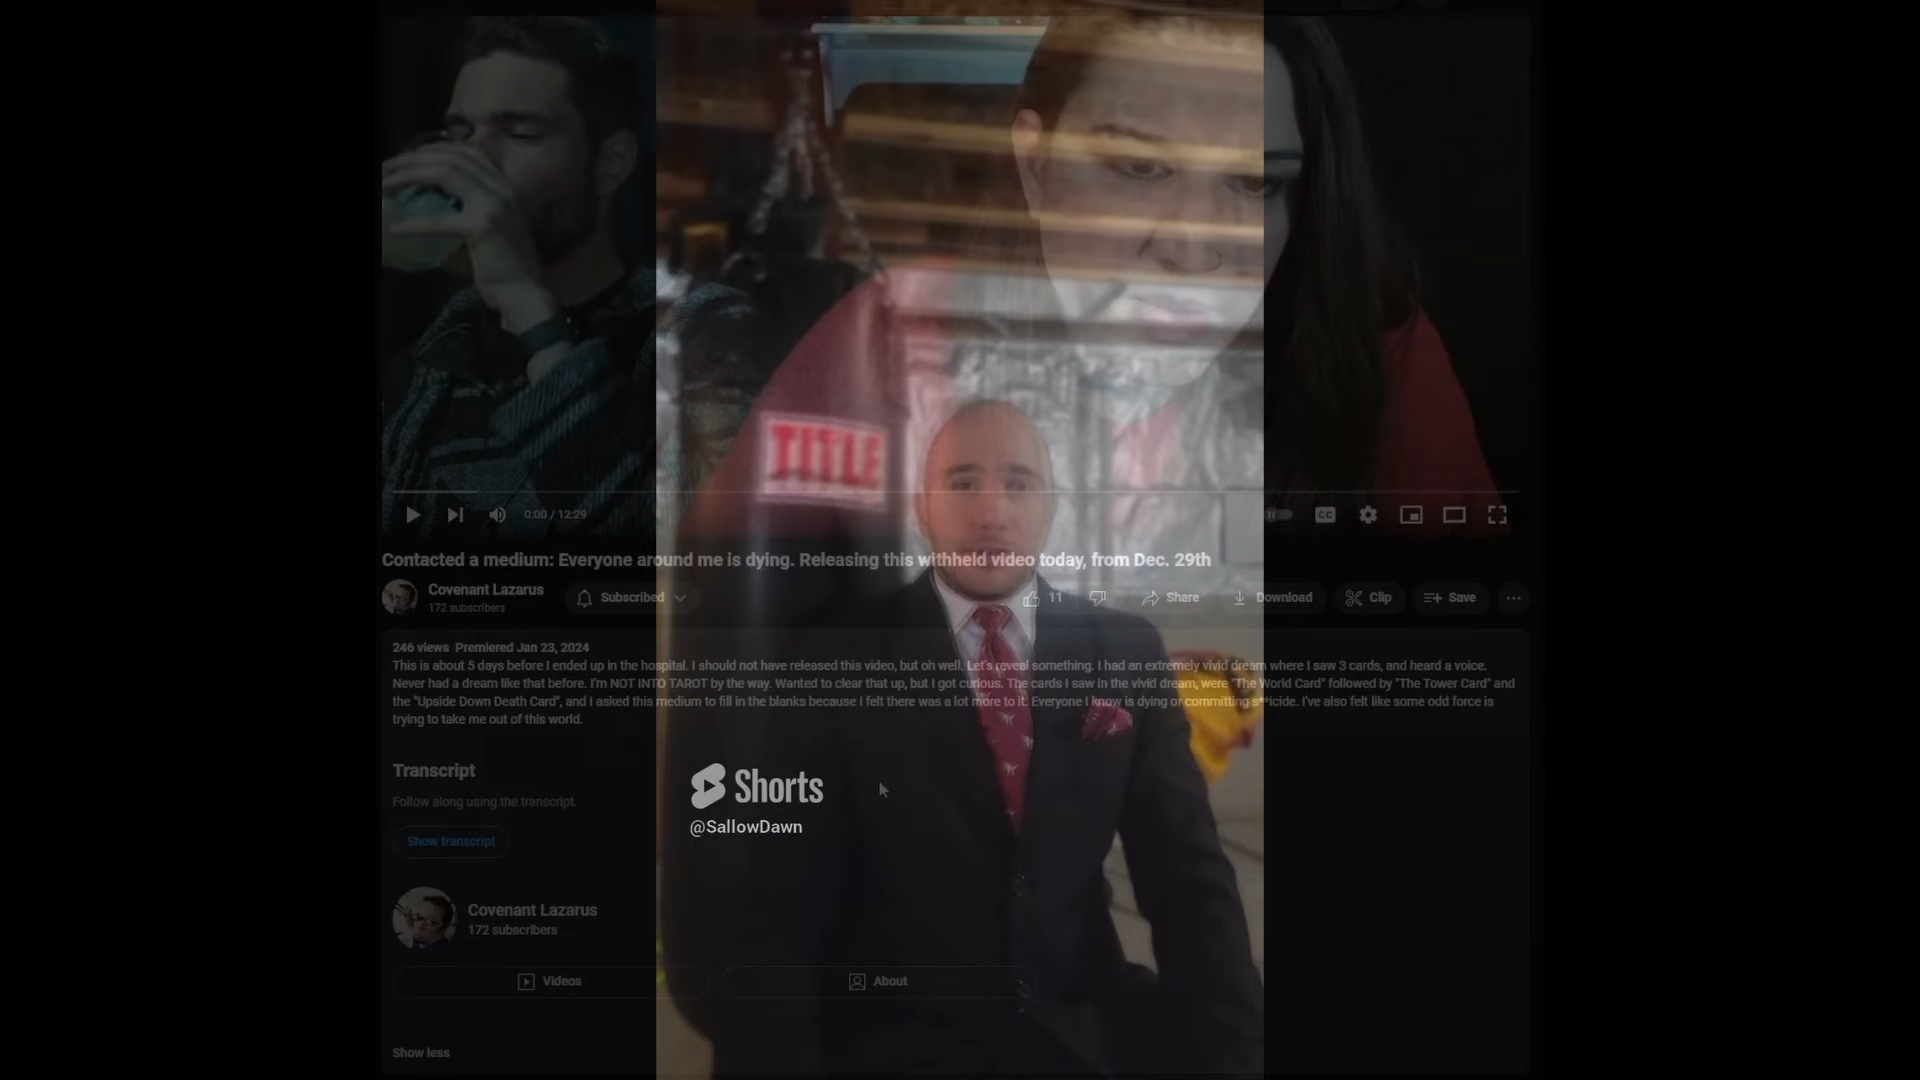 TITLE
0:00 / 12:29
CC
Contacted a medium: Everyone around me is dying. Releasing this withheld video today, from Dec. 29th
Covenant Lazarus
172 subscribers
Subscribed
11
Share
Download
Clip
Save
246 views Premiered Jan 23, 2024
This is about 5 days before I ended up in the hospital. I should not have released this video, but oh well. Let's reveal something. I had an extremely vivid dream where I saw 3 cards, and heard a voice.
Never had a dream like that before. I'm NOT INTO TAROT by the way. Wanted to clear that up, but I got curious. The cards I saw in the vivid dream, were "The World Card" followed by "The Tower Card" and
the "Upside Down Death Card", and I asked this medium to fill in the blanks because I felt there was a lot more to it. Everyone I know is dying or committing s**icide. I've also felt like some odd force is
trying to take me out of this world.
Transcript
Follow along using the transcript.
Show transcript
Shorts
@SallowDawn
Covenant Lazarus
172 subscribers
Videos
About
Show less